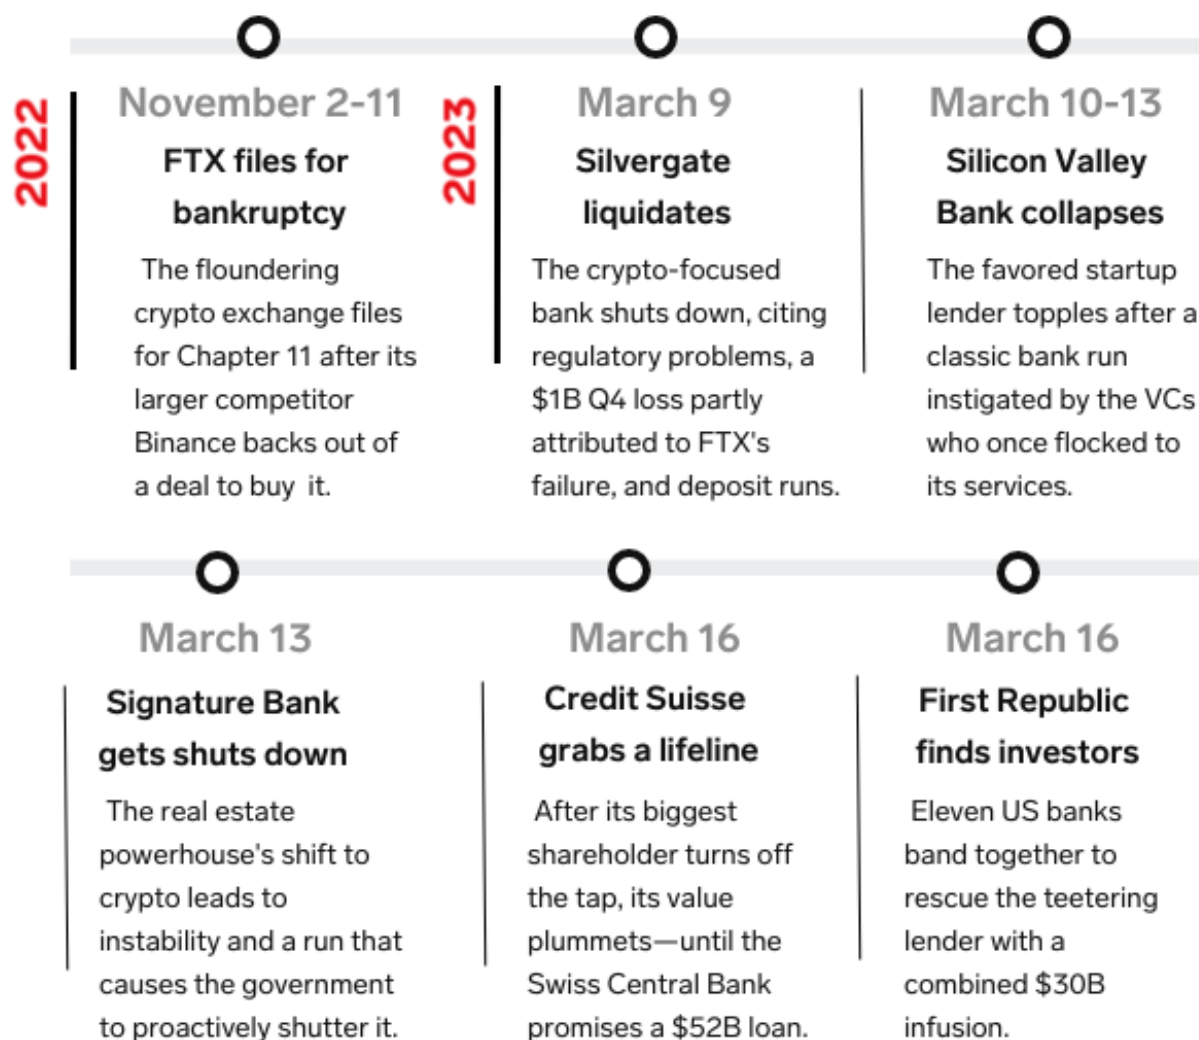 2022
November 2-11
FTX files for
bankruptcy
The floundering
crypto exchange files
for Chapter 11 after its
larger competitor
Binance backs out of
a deal to buy it.
2023
March 9
Silvergate
liquidates
The crypto-focused
bank shuts down, citing
regulatory problems, a
$1B Q4 loss partly
attributed to FTX's
failure, and deposit runs.
March 10-13
Silicon Valley
Bank collapses
The favored startup
lender topples after a
classic bank run
instigated by the VCs
who once flocked to
its services.
March 13
Signature Bank
gets shuts down
The real estate
powerhouse's shift to
crypto leads to
instability and a run that
causes the government
to proactively shutter it.
March 16
Credit Suisse
grabs a lifeline
After its biggest
shareholder turns off
the tap, its value
plummets—until the
Swiss Central Bank
promises a $52B loan.
March 16
First Republic
finds investors
Eleven US banks
band together to
rescue the teetering
lender with a
combined $30B
infusion.